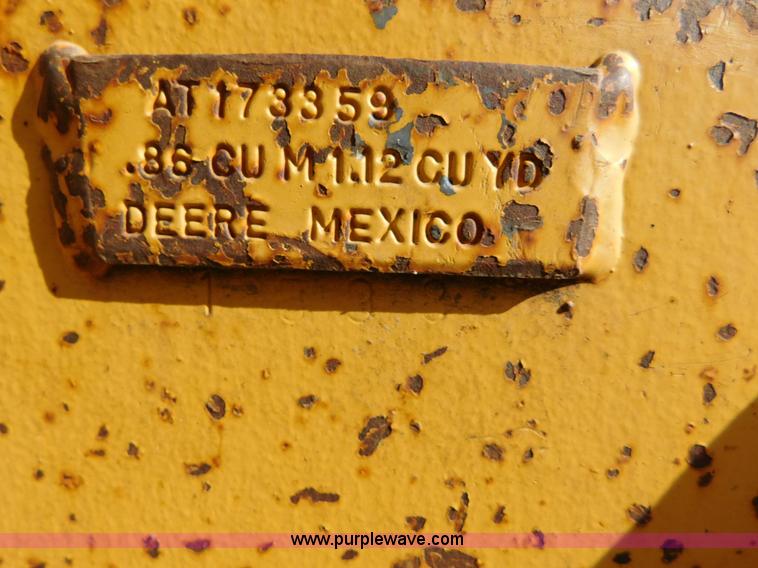 AT173359
.86 CU M 1.12 CU YD
DEERE MEXICO
www.purplewave.com